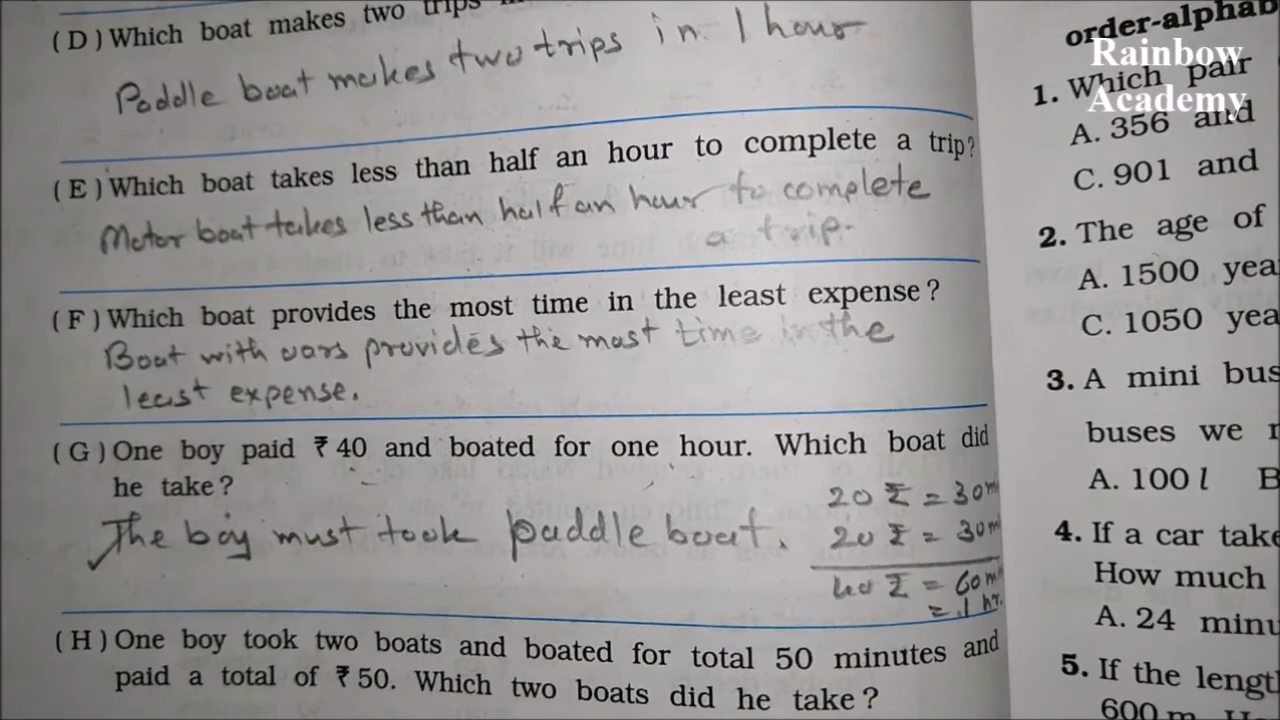 (D) Which boat makes two trips
Paddle boat makes two trips in 1 hour
(E) Which boat takes less than half an hour to complete a trip?
Motor boat takes less than half an hour to complete
a trip.
(F) Which boat provides the most time in the least expense?
Boat with oars provides the most time in the
least expense.
(G) One boy paid ₹ 40 and boated for one hour. Which boat did
he take?
The boy must took paddle boat.
20 ₹ = 30 m
20 ₹ = 30 mi
40 ₹ = 60 m
= 1 hr.
(H) One boy took two boats and boated for total 50 minutes and
paid a total of ₹ 50. Which two boats did he take?
order-alphab
Rainbow
Academy
1. Which pair
A. 356 and
C. 901 and
2. The age of
A. 1500 yea
C. 1050 yea
3. A mini bus
buses we
A. 100 l B
4. If a car take
How much
A. 24 minu
5. If the length
600 m.